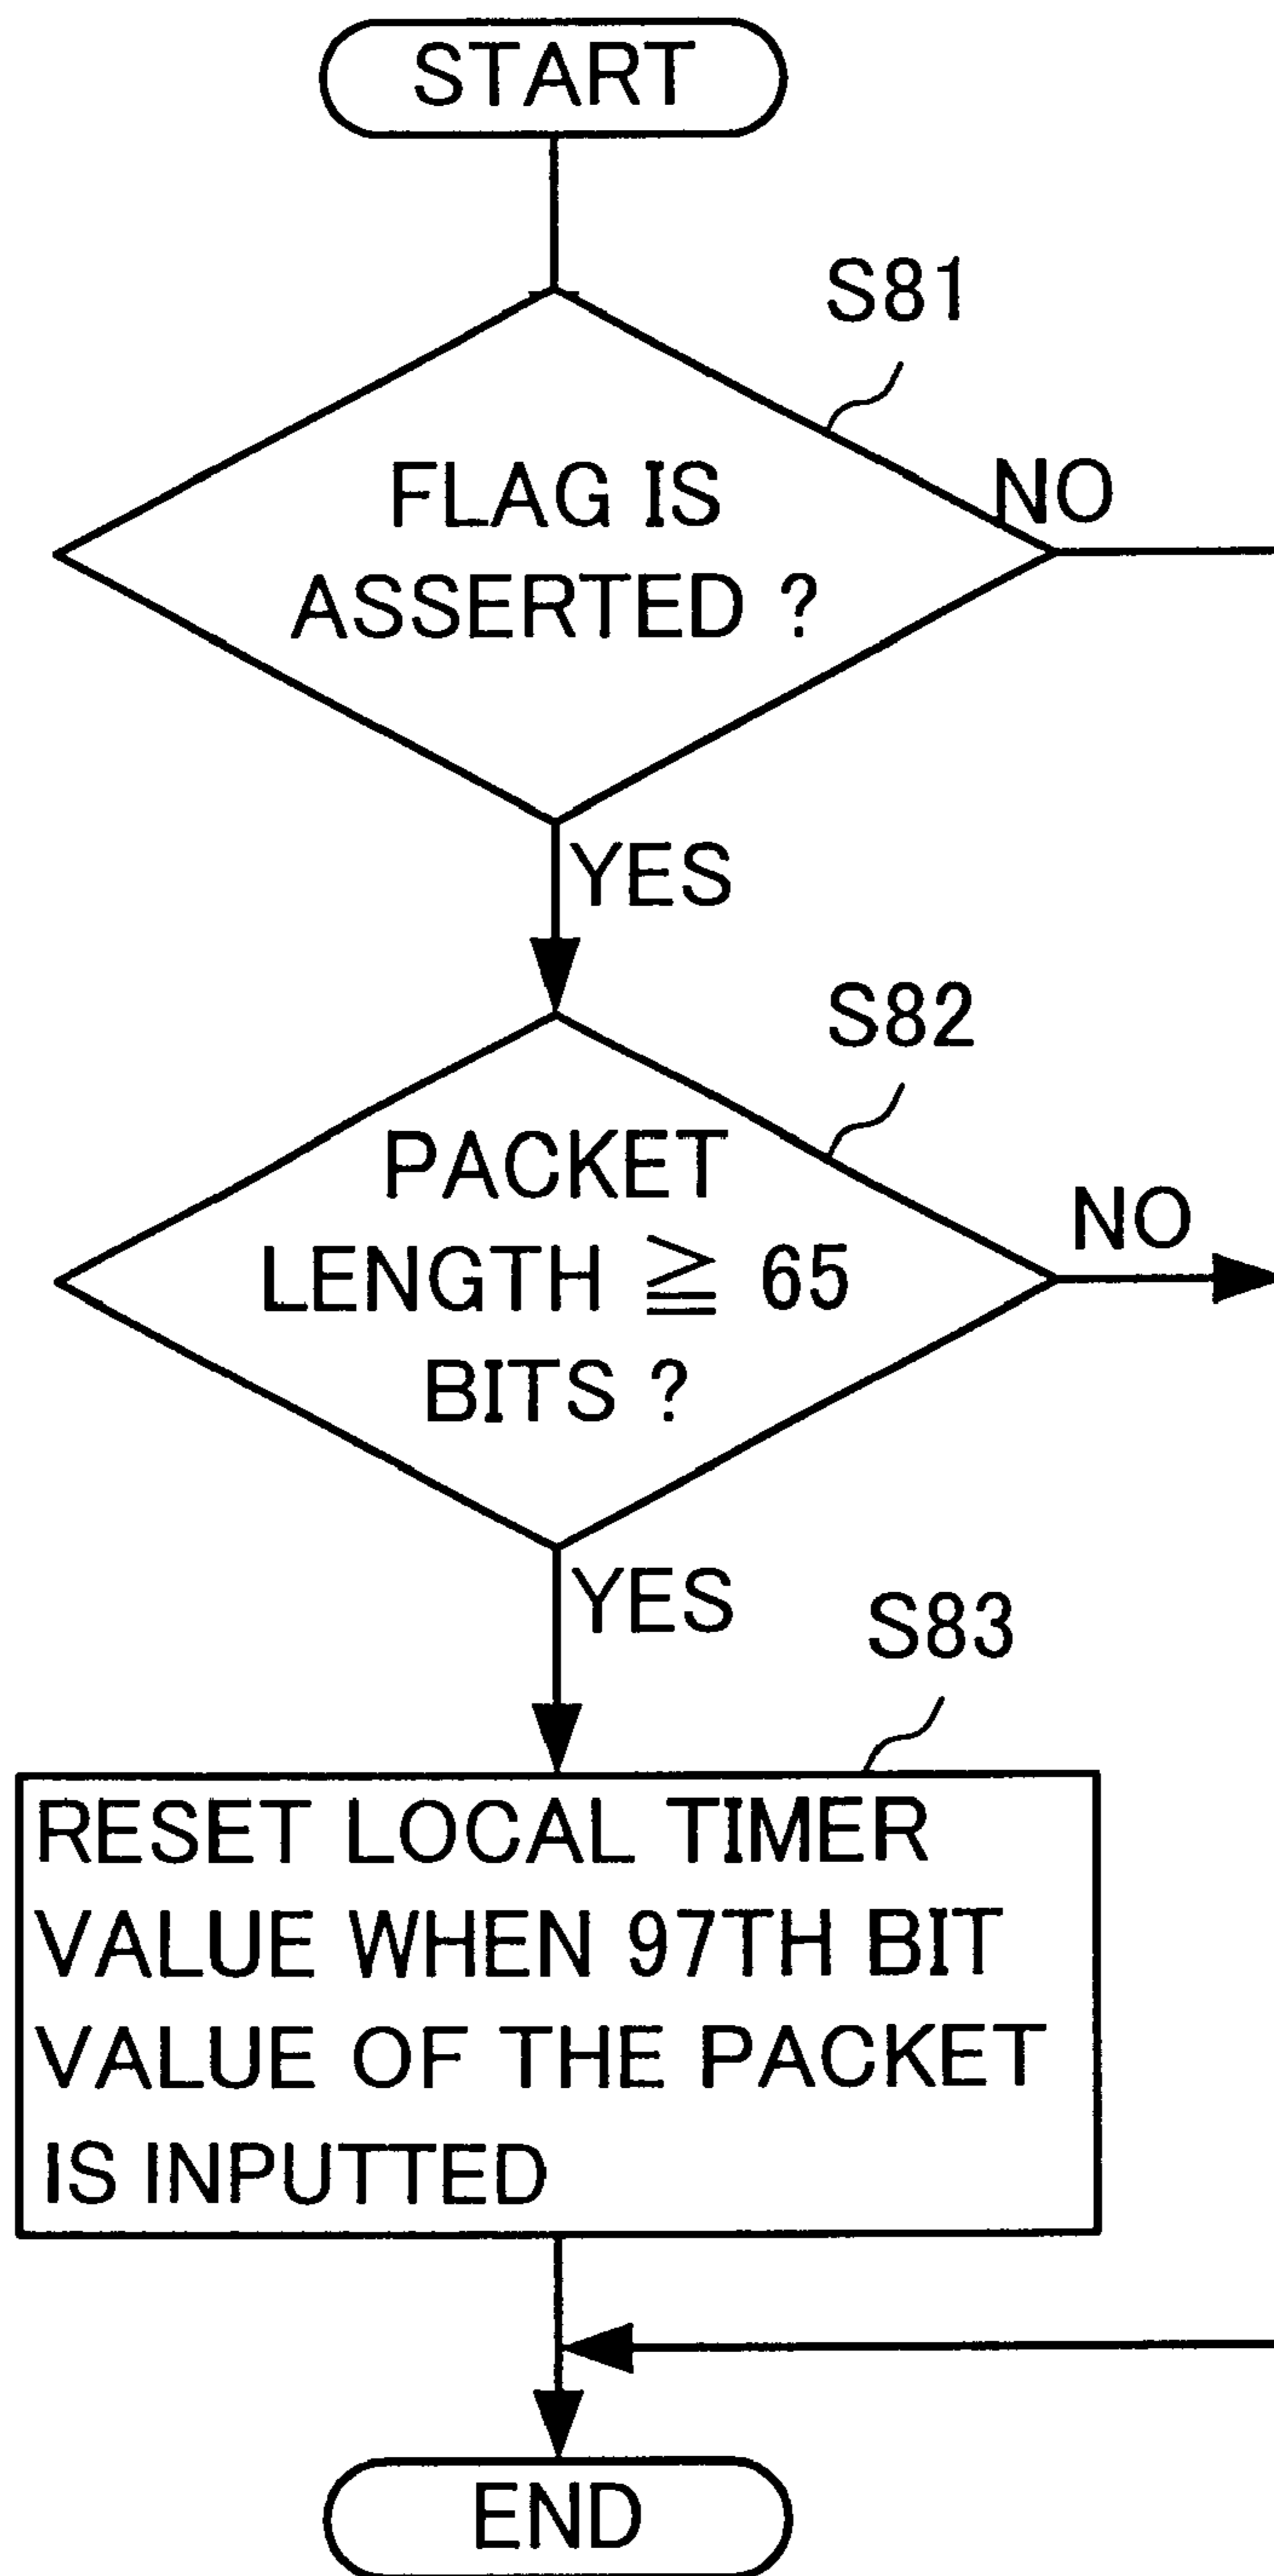 START
S81
FLAG IS
NO
ASSERTED ?
YES
S82
PACKET
NO
LENGTH ≧ 65
BITS ?
YES
S83
RESET LOCAL TIMER
VALUE WHEN 97TH BIT
VALUE OF THE PACKET
IS INPUTTED
END